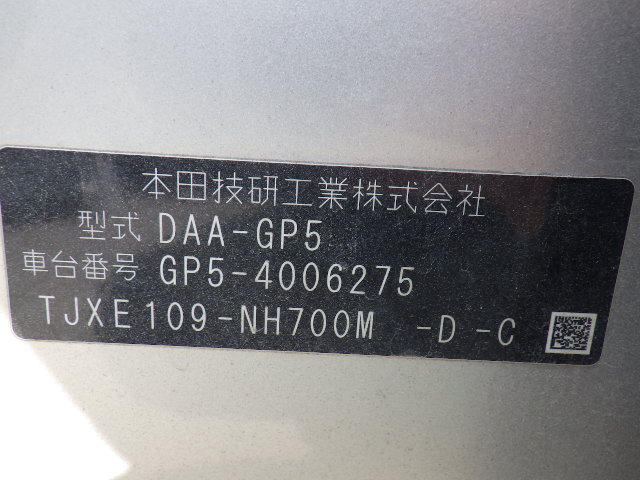 本田技研工業株式会社
型式 DAA-GP5
車台番号 GP5-4006275
TJXE109-NH700M -D-C